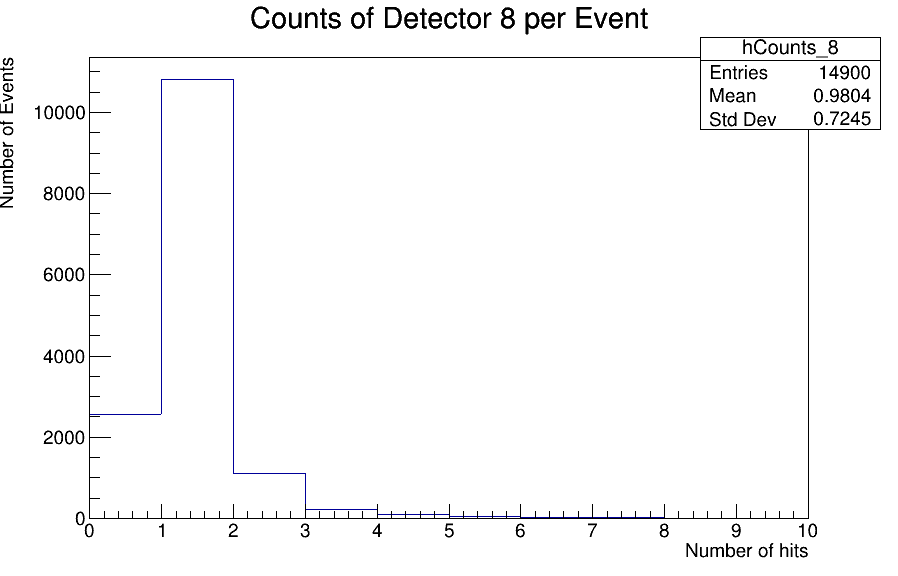 Counts of Detector 8 per Event
hCounts_8
Entries 14900
Mean 0.9804
Std Dev 0.7245
Number of Events
10000
8000
6000
4000
2000
0
0 1 2 3 4 5 6 7 8 9 10
Number of hits